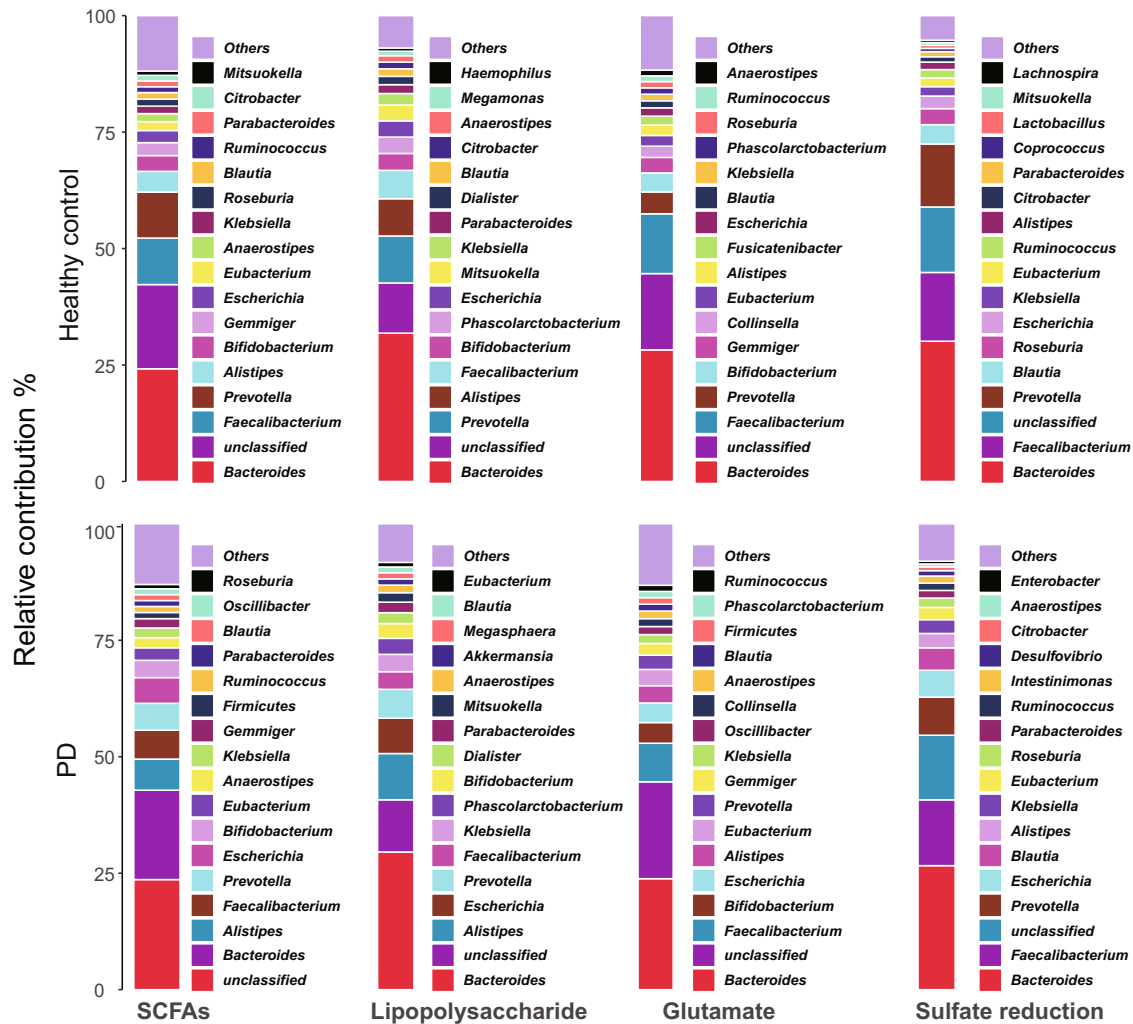 Relative contribution %
Healthy control
100
75
50
25
0
Others
Mitsuokella
Citrobacter
Parabacteroides
Ruminococcus
Blautia
Roseburia
Klebsiella
Anaerostipes
Eubacterium
Escherichia
Gemmiger
Bifidobacterium
Alistipes
Prevotella
Faecalibacterium
unclassified
Bacteroides
Others
Haemophilus
Megamonas
Anaerostipes
Citrobacter
Blautia
Dialister
Parabacteroides
Klebsiella
Mitsuokella
Escherichia
Phascolarctobacterium
Bifidobacterium
Faecalibacterium
Alistipes
Prevotella
unclassified
Bacteroides
Others
Anaerostipes
Ruminococcus
Roseburia
Phascolarctobacterium
Klebsiella
Blautia
Escherichia
Fusicatenibacter
Alistipes
Eubacterium
Collinsella
Gemmiger
Bifidobacterium
Prevotella
Faecalibacterium
unclassified
Bacteroides
Others
Lachnospira
Mitsuokella
Lactobacillus
Coprococcus
Parabacteroides
Citrobacter
Alistipes
Ruminococcus
Eubacterium
Klebsiella
Escherichia
Roseburia
Blautia
Prevotella
unclassified
Faecalibacterium
Bacteroides
PD
100
75
50
25
0
Others
Roseburia
Oscillibacter
Blautia
Parabacteroides
Ruminococcus
Firmicutes
Gemmiger
Klebsiella
Anaerostipes
Eubacterium
Bifidobacterium
Escherichia
Prevotella
Faecalibacterium
Alistipes
Bacteroides
unclassified
Others
Eubacterium
Blautia
Megasphaera
Akkermansia
Anaerostipes
Mitsuokella
Parabacteroides
Dialister
Bifidobacterium
Phascolarctobacterium
Klebsiella
Faecalibacterium
Prevotella
Escherichia
Alistipes
unclassified
Bacteroides
Others
Ruminococcus
Phascolarctobacterium
Firmicutes
Blautia
Anaerostipes
Collinsella
Oscillibacter
Klebsiella
Gemmiger
Prevotella
Eubacterium
Alistipes
Escherichia
Bifidobacterium
Faecalibacterium
unclassified
Bacteroides
Others
Enterobacter
Anaerostipes
Citrobacter
Desulfovibrio
Intestinimonas
Ruminococcus
Parabacteroides
Roseburia
Eubacterium
Klebsiella
Alistipes
Blautia
Escherichia
Prevotella
unclassified
Faecalibacterium
Bacteroides
SCFAs
Lipopolysaccharide
Glutamate
Sulfate reduction